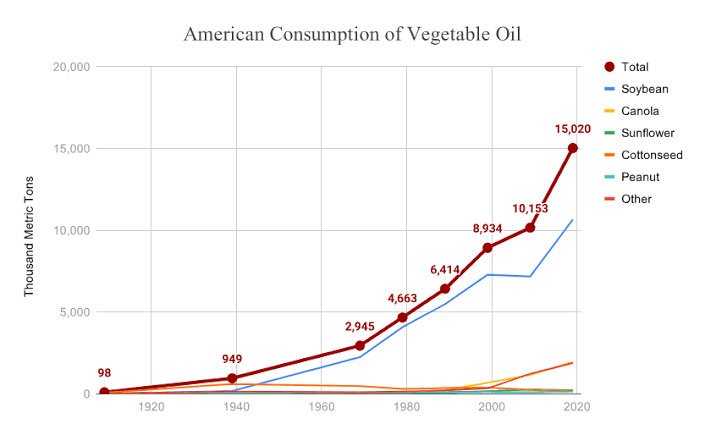 American Consumption of Vegetable Oil
Thousand Metric Tons
20,000
15,000
10,000
5,000
0
98
949
2,945
4,663
6,414
8,934
10,153
15,020
1920
1940
1960
1980
2000
2020
Total
Soybean
Canola
Sunflower
Cottonseed
Peanut
Other